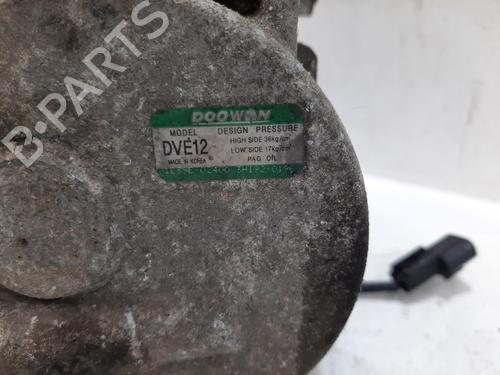 B-PARTS
DOOWON
MODEL DESIGN PRESSURE
DVE12 HIGH SIDE 36kg/cm²
LOW SIDE 17kg/cm²
MADE IN KOREA PAG OIL